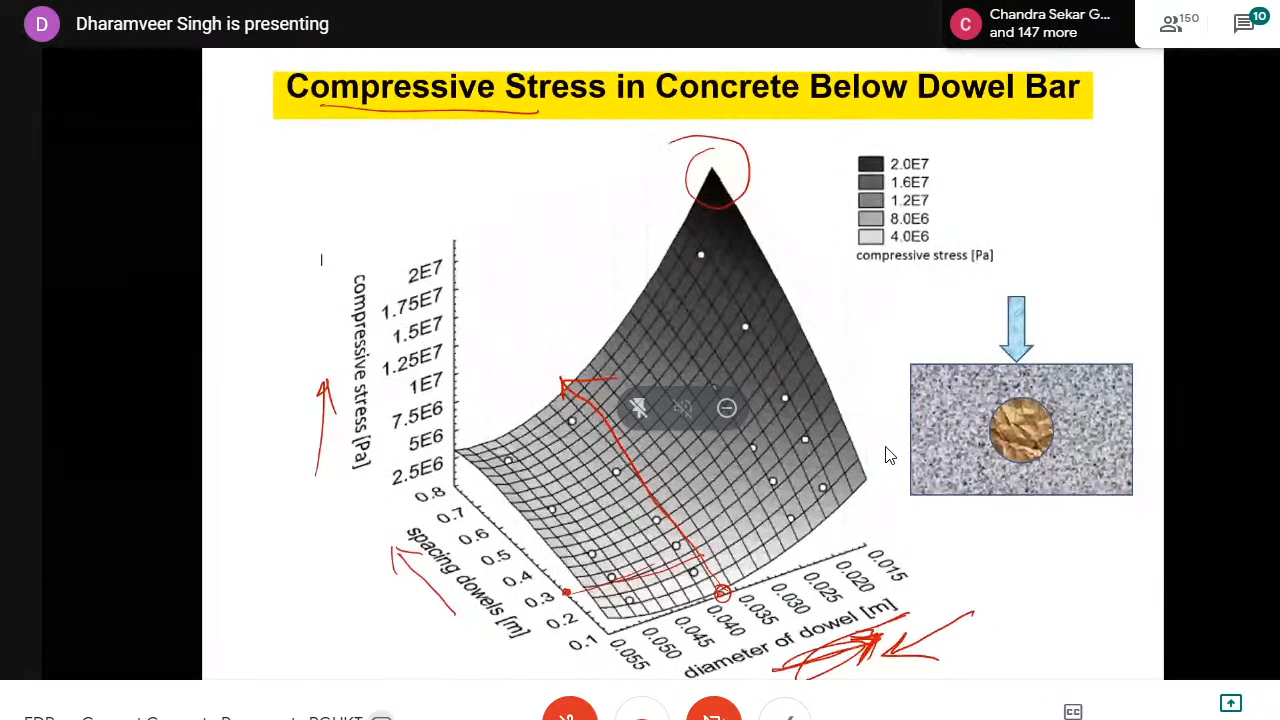 D Dharamveer Singh is presenting
C Chandra Sekar G...
and 147 more
150
10
Compressive Stress in Concrete Below Dowel Bar
2.0E7
1.6E7
1.2E7
8.0E6
4.0E6
compressive stress [Pa]
compressive stress [Pa]
2E7
1.75E7
1.5E7
1.25E7
1E7
7.5E6
5E6
2.5E6
spacing dowels [m]
0.8
0.7
0.6
0.5
0.4
0.3
0.2
0.1
0.055
0.050
0.045
0.040
0.035
0.030
0.025
0.020
0.015
diameter of dowel [m]
CC